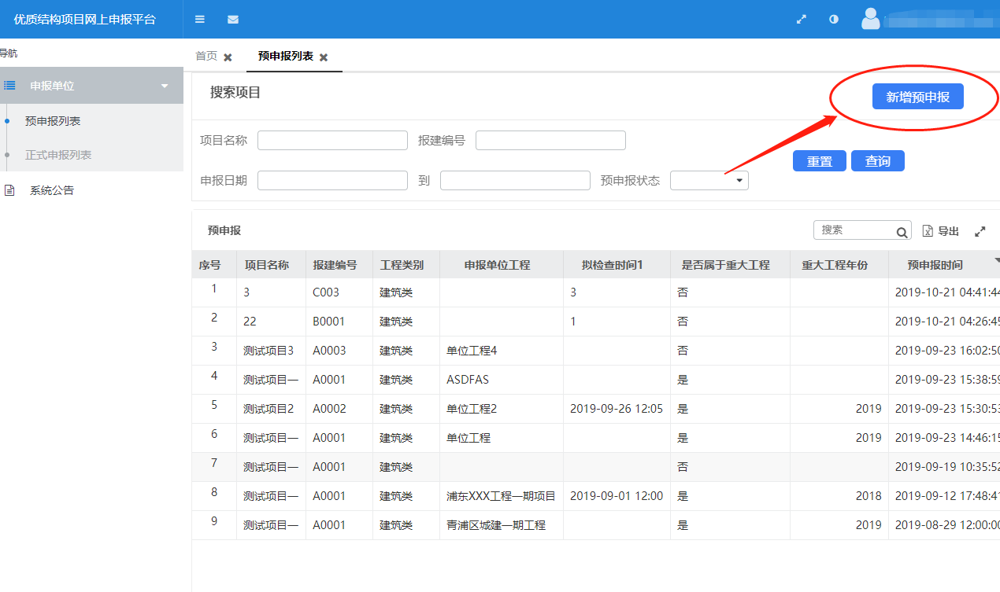 优质结构项目网上申报平台
导航
首页 预申报列表
申报单位
预申报列表
正式申报列表
系统公告
搜索项目
新增预申报
项目名称 报建编号
重置 查询
申报日期 到 预申报状态
预申报
搜索 导出
序号 项目名称 报建编号 工程类别 申报单位工程 拟检查时间1 是否属于重大工程 重大工程年份 预申报时间
1 3 C003 建筑类 3 否 2019-10-21 04:41:44
2 22 B0001 建筑类 1 否 2019-10-21 04:26:45
3 测试项目3 A0003 建筑类 单位工程4 否 2019-09-23 16:02:50
4 测试项目一 A0001 建筑类 ASDFAS 是 2019-09-23 15:38:59
5 测试项目2 A0002 建筑类 单位工程2 2019-09-26 12:05 是 2019 2019-09-23 15:30:53
6 测试项目一 A0001 建筑类 单位工程 是 2019 2019-09-23 14:46:15
7 测试项目一 A0001 建筑类 否 2019-09-19 10:35:52
8 测试项目一 A0001 建筑类 浦东XXX工程一期项目 2019-09-01 12:00 是 2018 2019-09-12 17:48:41
9 测试项目一 A0001 建筑类 青浦区城建一期工程 是 2019 2019-08-29 12:00:00